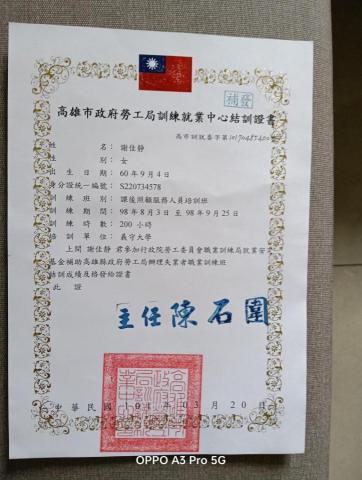 補發
高雄市政府勞工局訓練就業中心結訓證書
高市訓就委字第
姓名：謝佳靜
性別：女
出生日期：60年9月4日
身分證統一編號：S220734578
訓練班別：課後照顧服務人員培訓班
訓練期間：98年8月3日至98年9月25日
訓練時數：200小時
培訓單位：義守大學
上開 謝佳靜 君參加行政院勞工委員會職業訓練局就業安
基金補助高雄縣政府勞工局辦理失業者職業訓練班
結訓成績及格發給證書
此證
主任陳石圍
中華民國101年03月20日
OPPO A3 Pro 5G